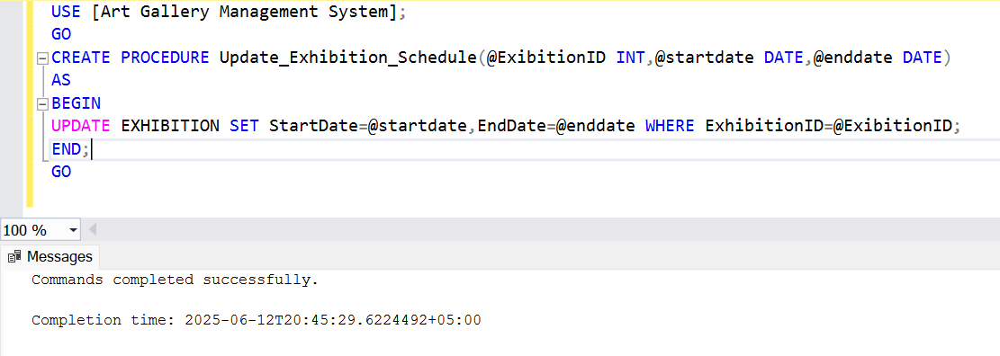 USE [Art Gallery Management System];
GO
CREATE PROCEDURE Update_Exhibition_Schedule(@ExibitionID INT,@startdate DATE,@enddate DATE)
AS
BEGIN
UPDATE EXHIBITION SET StartDate=@startdate,EndDate=@enddate WHERE ExhibitionID=@ExibitionID;
END;
GO
100 %
Messages
Commands completed successfully.
Completion time: 2025-06-12T20:45:29.6224492+05:00